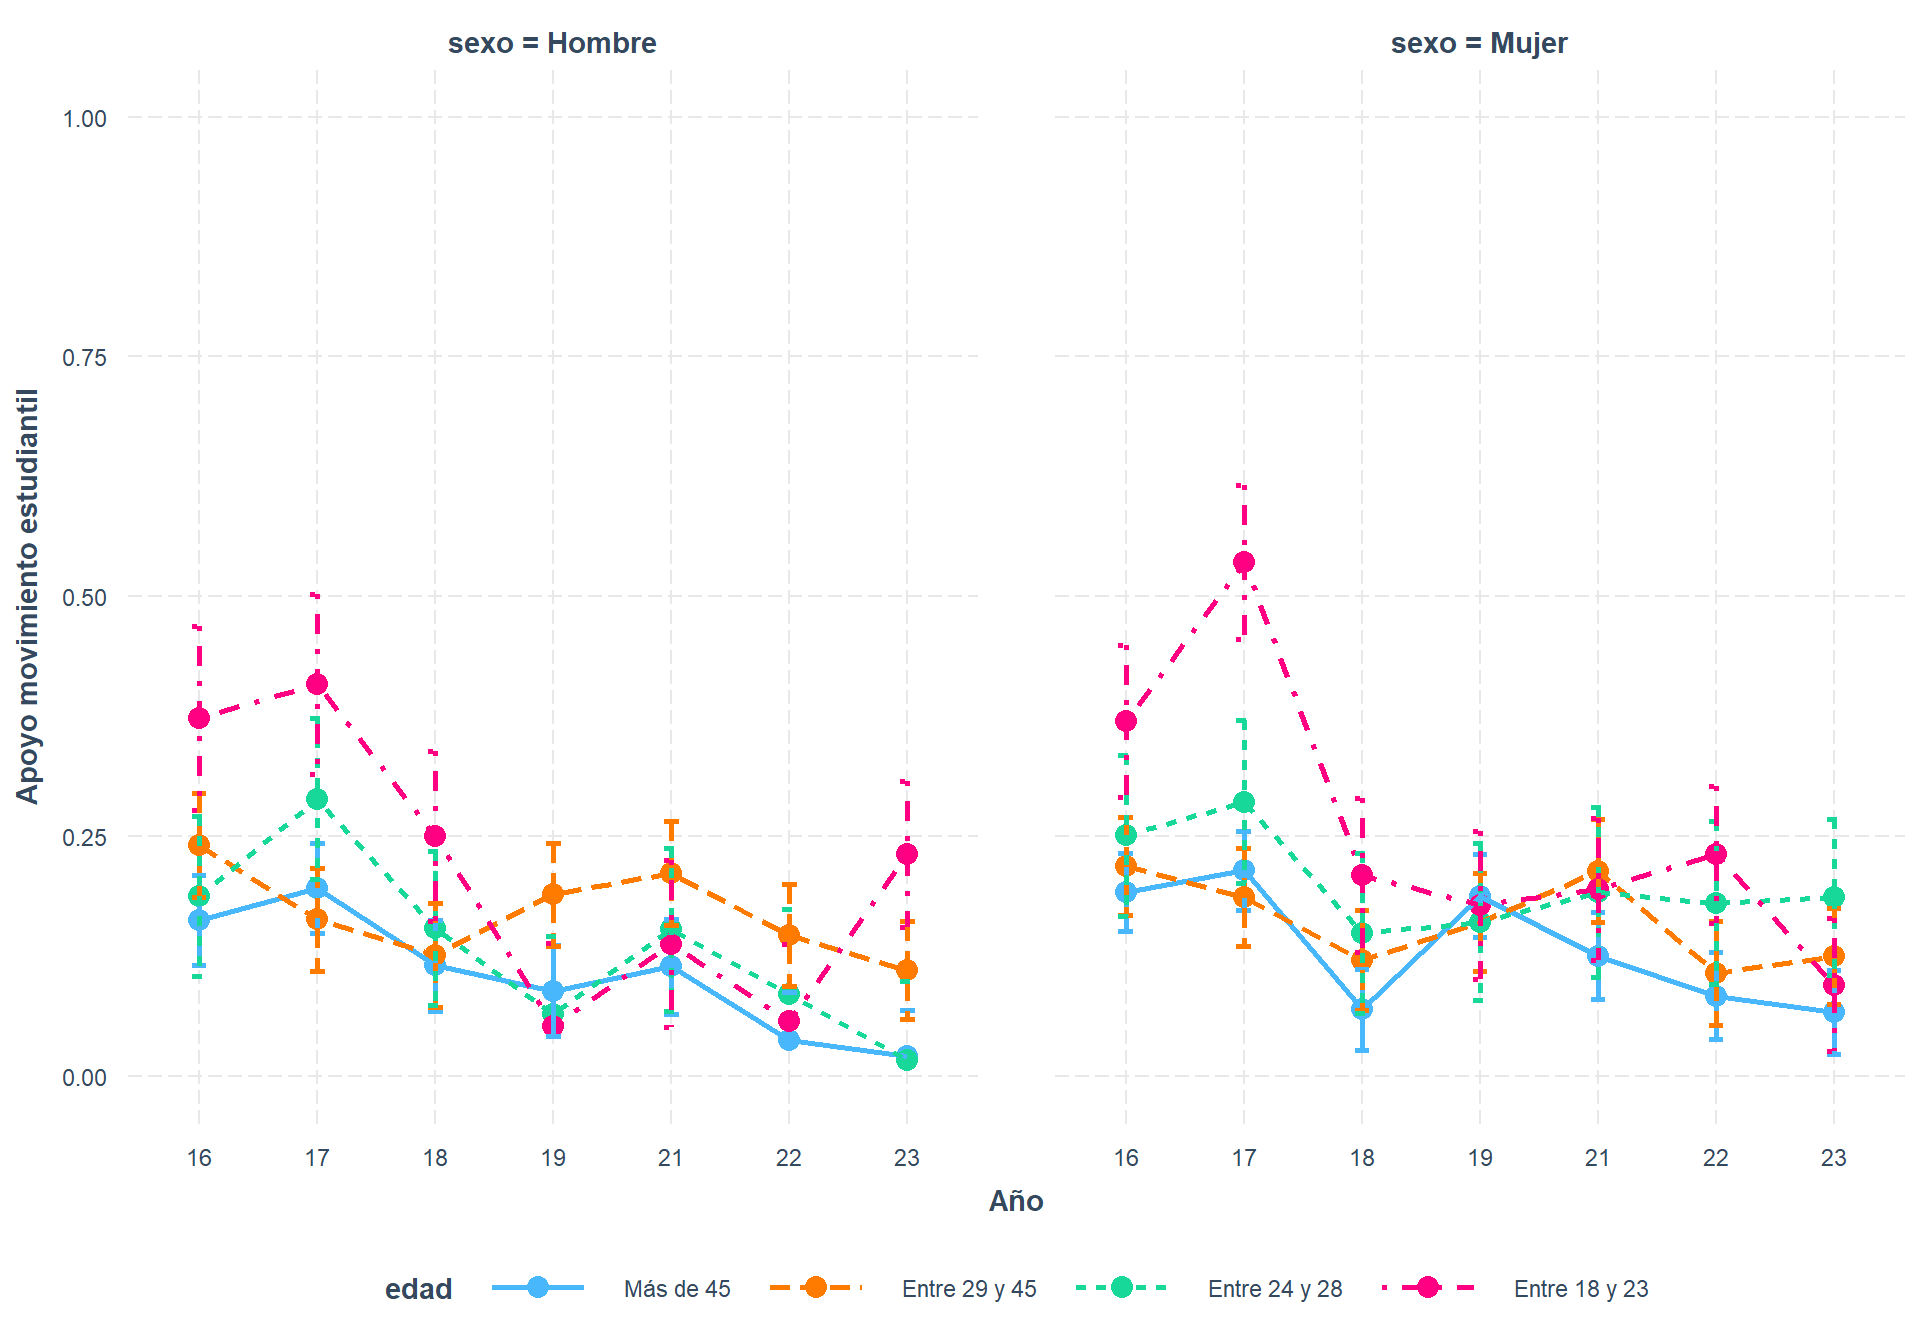 sexo = Hombre
sexo = Mujer
Apoyo movimiento estudiantil
1.00
0.75
0.50
0.25
0.00
16 17 18 19 21 22 23
16 17 18 19 21 22 23
Año
edad Más de 45 Entre 29 y 45 Entre 24 y 28 Entre 18 y 23